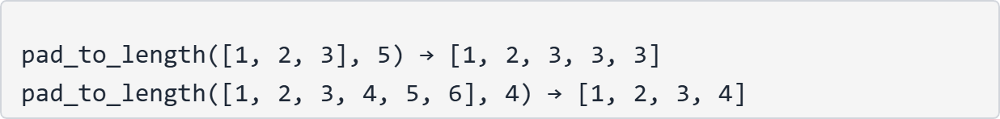 pad_to_length([1, 2, 3], 5) → [1, 2, 3, 3, 3]
pad_to_length([1, 2, 3, 4, 5, 6], 4) → [1, 2, 3, 4]